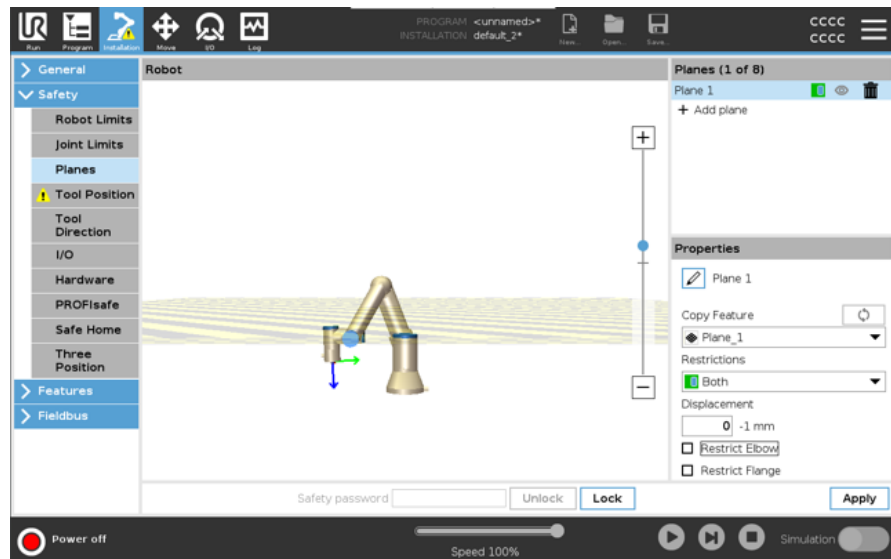 PROGRAM <unnamed>*
INSTALLATION default_2*
cccc
cccc
Run
Program
Installation
Move
I/O
Log
New...
Open...
Save...
General
Safety
Robot Limits
Joint Limits
Planes
Tool Position
Tool
Direction
I/O
Hardware
PROFIsafe
Safe Home
Three
Position
Features
Fieldbus
Robot
Planes (1 of 8)
Plane 1
+ Add plane
Properties
Plane 1
Copy Feature
Plane_1
Restrictions
Both
Displacement
0 -1 mm
Restrict Elbow
Restrict Flange
Safety password
Unlock
Lock
Apply
Power off
Speed 100%
Simulation